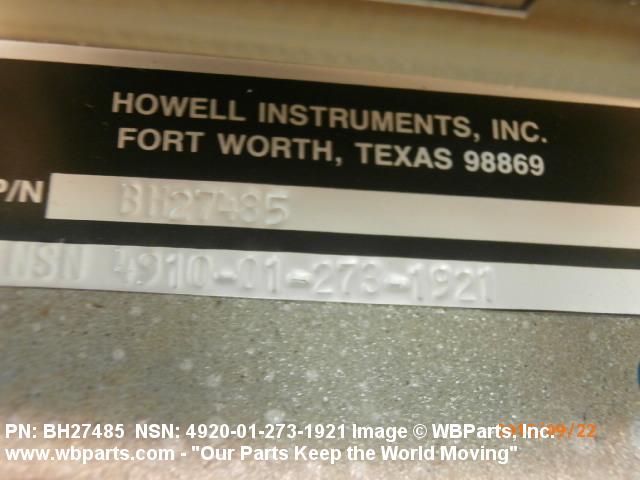 HOWELL INSTRUMENTS, INC.
FORT WORTH, TEXAS 98869
P/N BH27485
NSN 4910-01-273-1921
PN: BH27485 NSN: 4920-01-273-1921 Image © WBParts, Inc.
www.wbparts.com - "Our Parts Keep the World Moving"